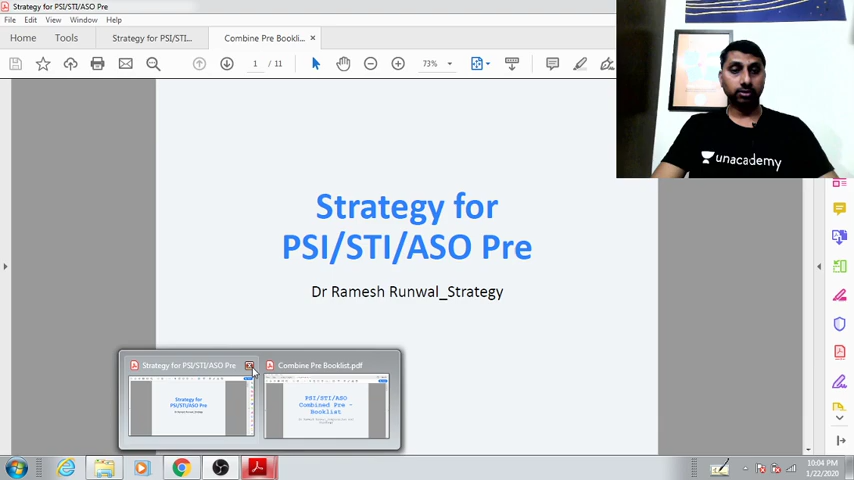 Strategy for PSI/STI/ASO Pre
File Edit View Window Help
Home Tools Strategy for PSI/STI... Combine Pre Bookli... ×
1 / 11 73%
unacademy
Strategy for
PSI/STI/ASO Pre
Dr Ramesh Runwal_Strategy
Strategy for PSI/STI/ASO Pre Combine Pre Booklist.pdf
Strategy for
PSI/STI/ASO Pre
PSI/STI/ASO
Combined Pre -
Booklist
10:04 PM
1/22/2020